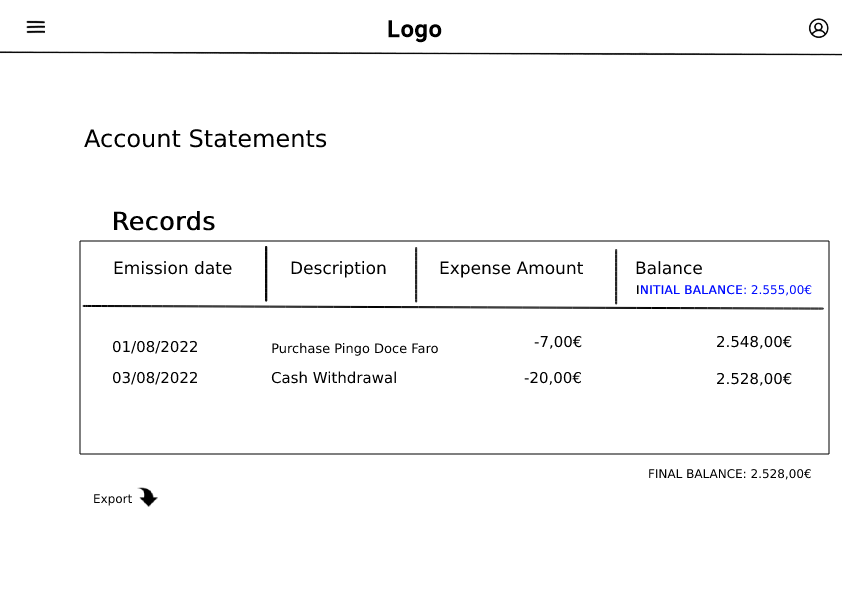 Logo
Account Statements
Records
Emission date Description Expense Amount Balance
INITIAL BALANCE: 2.555,00€
01/08/2022 Purchase Pingo Doce Faro -7,00€ 2.548,00€
03/08/2022 Cash Withdrawal -20,00€ 2.528,00€
FINAL BALANCE: 2.528,00€
Export